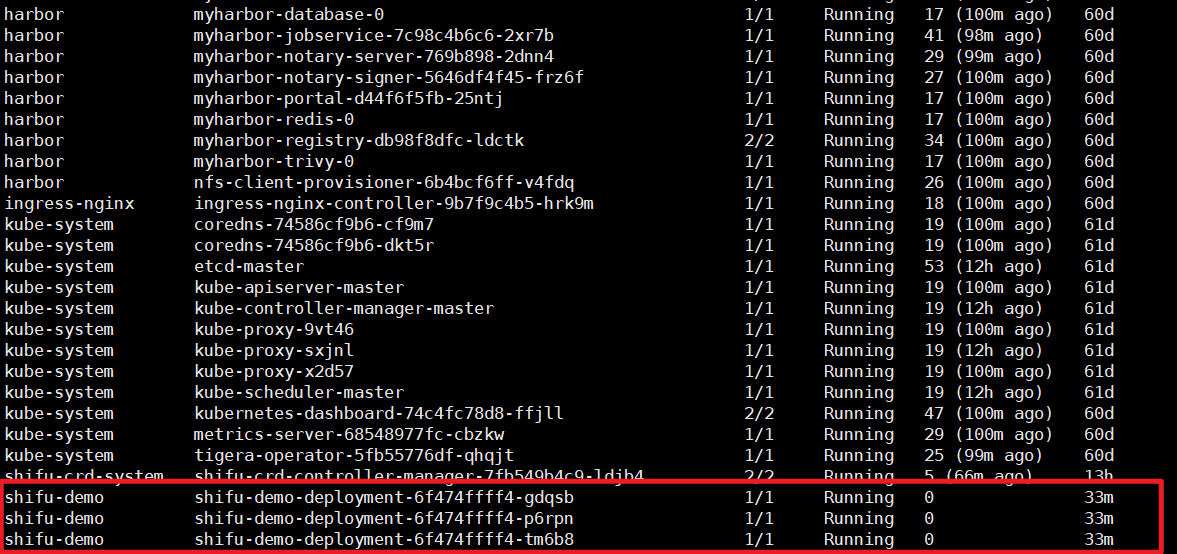 harbor myharbor-database-0 1/1 Running 17 (100m ago) 60d
harbor myharbor-jobservice-7c98c4b6c6-2xr7b 1/1 Running 41 (98m ago) 60d
harbor myharbor-notary-server-769b898-2dnn4 1/1 Running 29 (99m ago) 60d
harbor myharbor-notary-signer-5646df4f45-frz6f 1/1 Running 27 (100m ago) 60d
harbor myharbor-portal-d44f6f5fb-25ntj 1/1 Running 17 (100m ago) 60d
harbor myharbor-redis-0 1/1 Running 17 (100m ago) 60d
harbor myharbor-registry-db98f8dfc-ldctk 2/2 Running 34 (100m ago) 60d
harbor myharbor-trivy-0 1/1 Running 17 (100m ago) 60d
harbor nfs-client-provisioner-6b4bcf6ff-v4fdq 1/1 Running 26 (100m ago) 60d
ingress-nginx ingress-nginx-controller-9b7f9c4b5-hrk9m 1/1 Running 18 (100m ago) 60d
kube-system coredns-74586cf9b6-cf9m7 1/1 Running 19 (100m ago) 61d
kube-system coredns-74586cf9b6-dkt5r 1/1 Running 19 (100m ago) 61d
kube-system etcd-master 1/1 Running 53 (12h ago) 61d
kube-system kube-apiserver-master 1/1 Running 19 (100m ago) 61d
kube-system kube-controller-manager-master 1/1 Running 19 (12h ago) 61d
kube-system kube-proxy-9vt46 1/1 Running 19 (100m ago) 61d
kube-system kube-proxy-sxjnl 1/1 Running 19 (12h ago) 61d
kube-system kube-proxy-x2d57 1/1 Running 19 (100m ago) 61d
kube-system kube-scheduler-master 1/1 Running 19 (12h ago) 61d
kube-system kubernetes-dashboard-74c4fc78d8-ffjll 2/2 Running 47 (100m ago) 60d
kube-system metrics-server-68548977fc-cbzkw 1/1 Running 29 (100m ago) 60d
kube-system tigera-operator-5fb55776df-qhqjt 1/1 Running 25 (99m ago) 60d
shifu-crd-system shifu-crd-controller-manager-7fb549b4c9-ldjb4 2/2 Running 5 (66m ago) 13h
shifu-demo shifu-demo-deployment-6f474ffff4-gdqsb 1/1 Running 0 33m
shifu-demo shifu-demo-deployment-6f474ffff4-p6rpn 1/1 Running 0 33m
shifu-demo shifu-demo-deployment-6f474ffff4-tm6b8 1/1 Running 0 33m